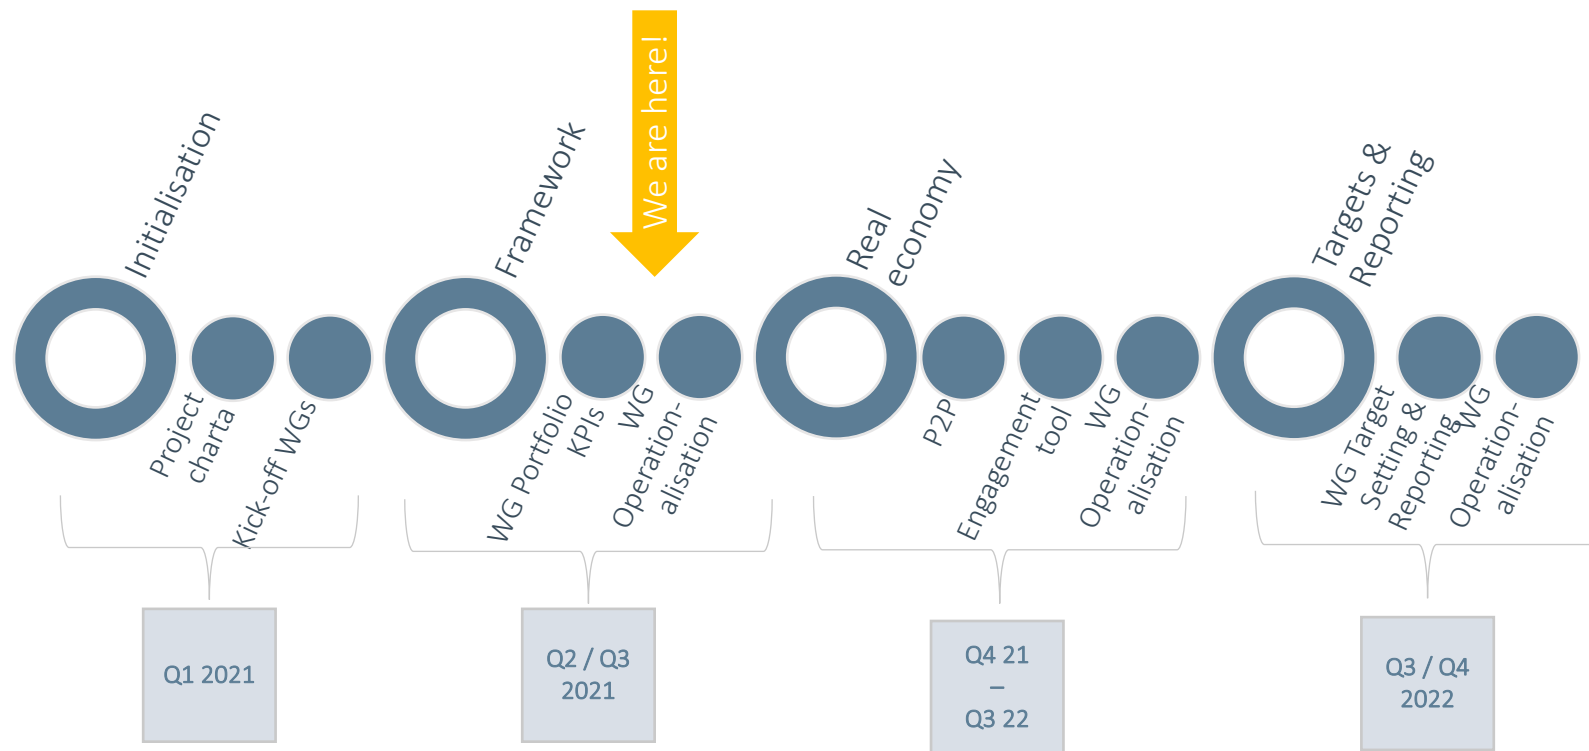 We are here!
Initialisation
Framework
Real
economy
Targets &
Reporting
Project
charta
Kick-off WGs
WG Portfolio
KPIs
WG
Operation-
alisation
P2P
Engagement
tool
WG
Operation-
alisation
WG Target
Setting &
Reporting
WG
Operation-
alisation
Q1 2021
Q2 / Q3
2021
Q4 21
–
Q3 22
Q3 / Q4
2022